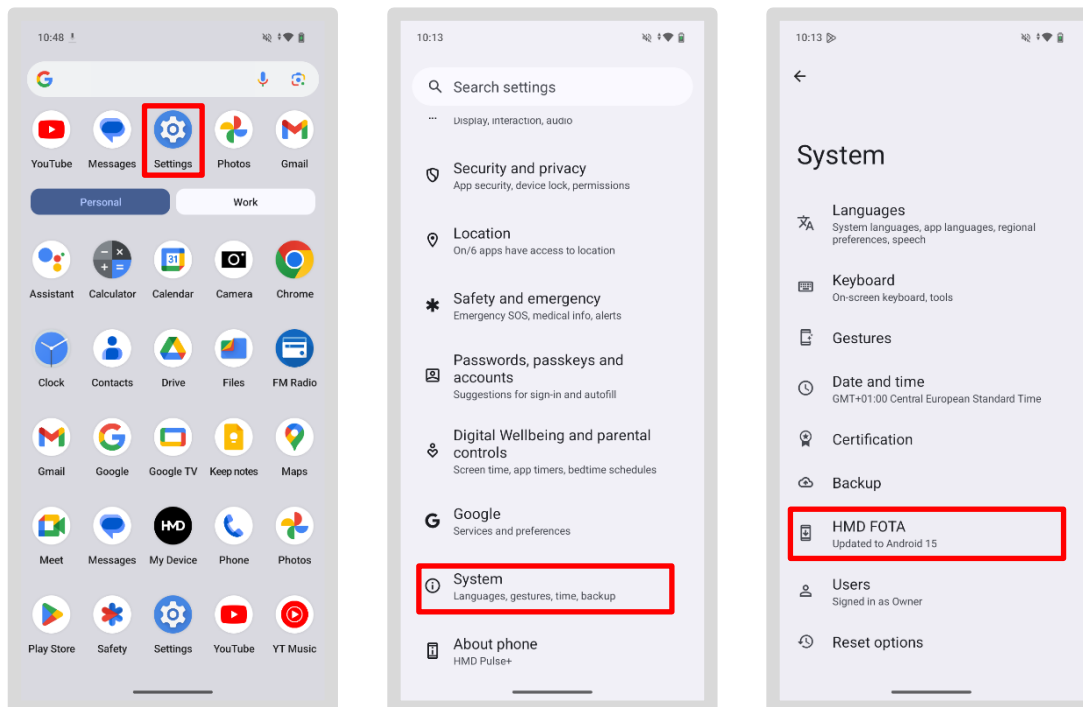 10:48
YouTube Messages Settings Photos Gmail
Personal Work
31
Assistant Calculator Calendar Camera Chrome
Clock Contacts Drive Files FM Radio
Gmail Google Google TV Keep notes Maps
HMD
Meet Messages My Device Phone Photos
Play Store Safety Settings YouTube YT Music
10:13
Search settings
Display, interaction, audio
Security and privacy
App security, device lock, permissions
Location
On/6 apps have access to location
Safety and emergency
Emergency SOS, medical info, alerts
Passwords, passkeys and
accounts
Suggestions for sign-in and autofill
Digital Wellbeing and parental
controls
Screen time, app timers, bedtime schedules
Google
Services and preferences
System
Languages, gestures, time, backup
About phone
HMD Pulse+
10:13
System
Languages
System languages, app languages, regional
preferences, speech
Keyboard
On-screen keyboard, tools
Gestures
Date and time
GMT+01:00 Central European Standard Time
Certification
Backup
HMD FOTA
Updated to Android 15
Users
Signed in as Owner
Reset options